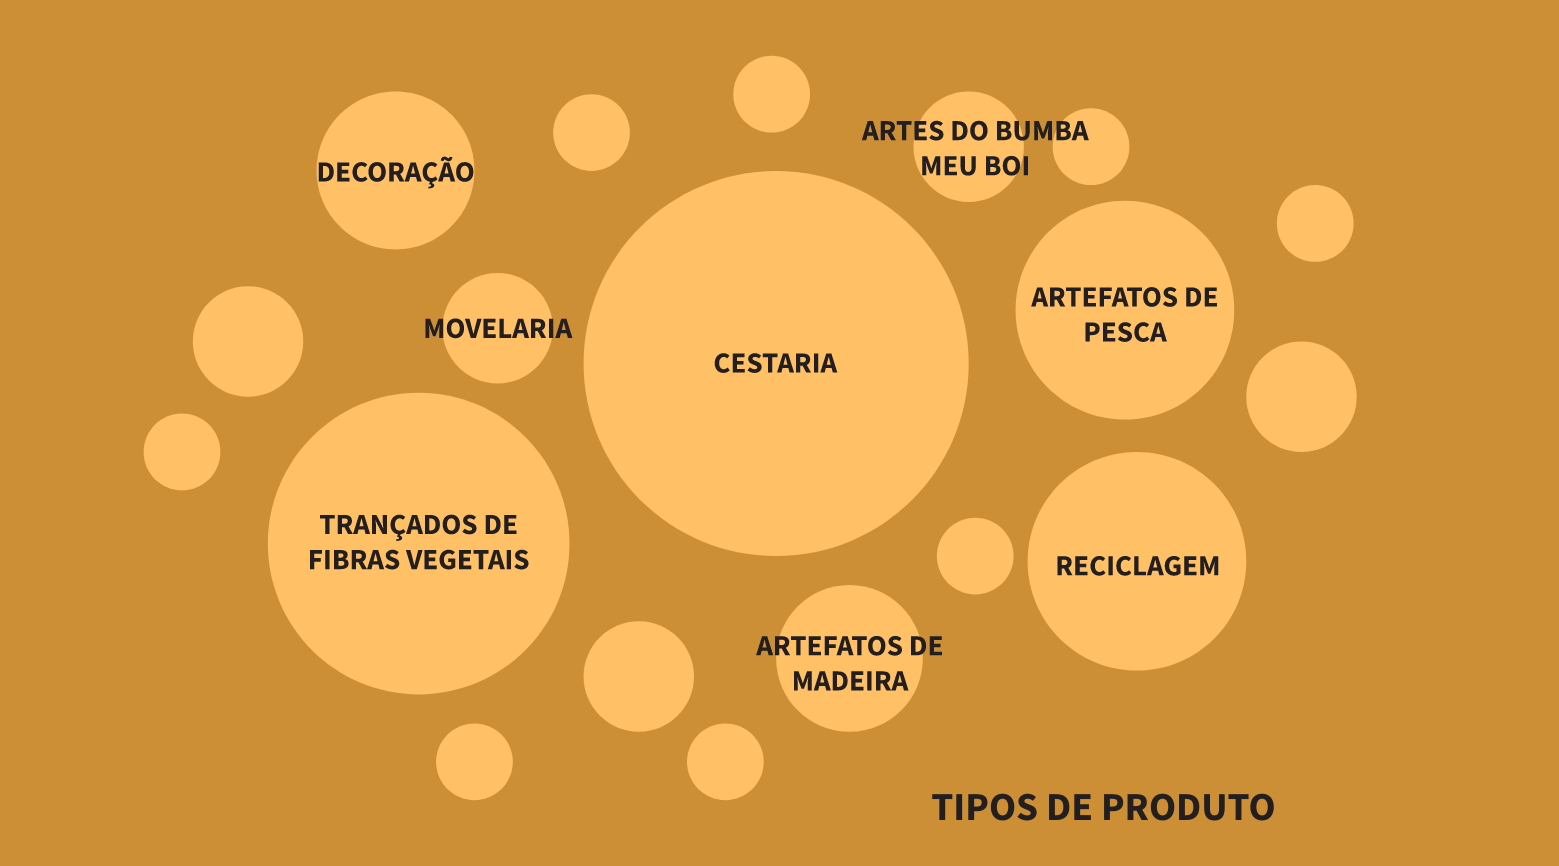 ARTES DO BUMBA
MEU BOI
DECORAÇÃO
ARTEFATOS DE
PESCA
MOVELARIA
CESTARIA
TRANÇADOS DE
FIBRAS VEGETAIS
RECICLAGEM
ARTEFATOS DE
MADEIRA
TIPOS DE PRODUTO